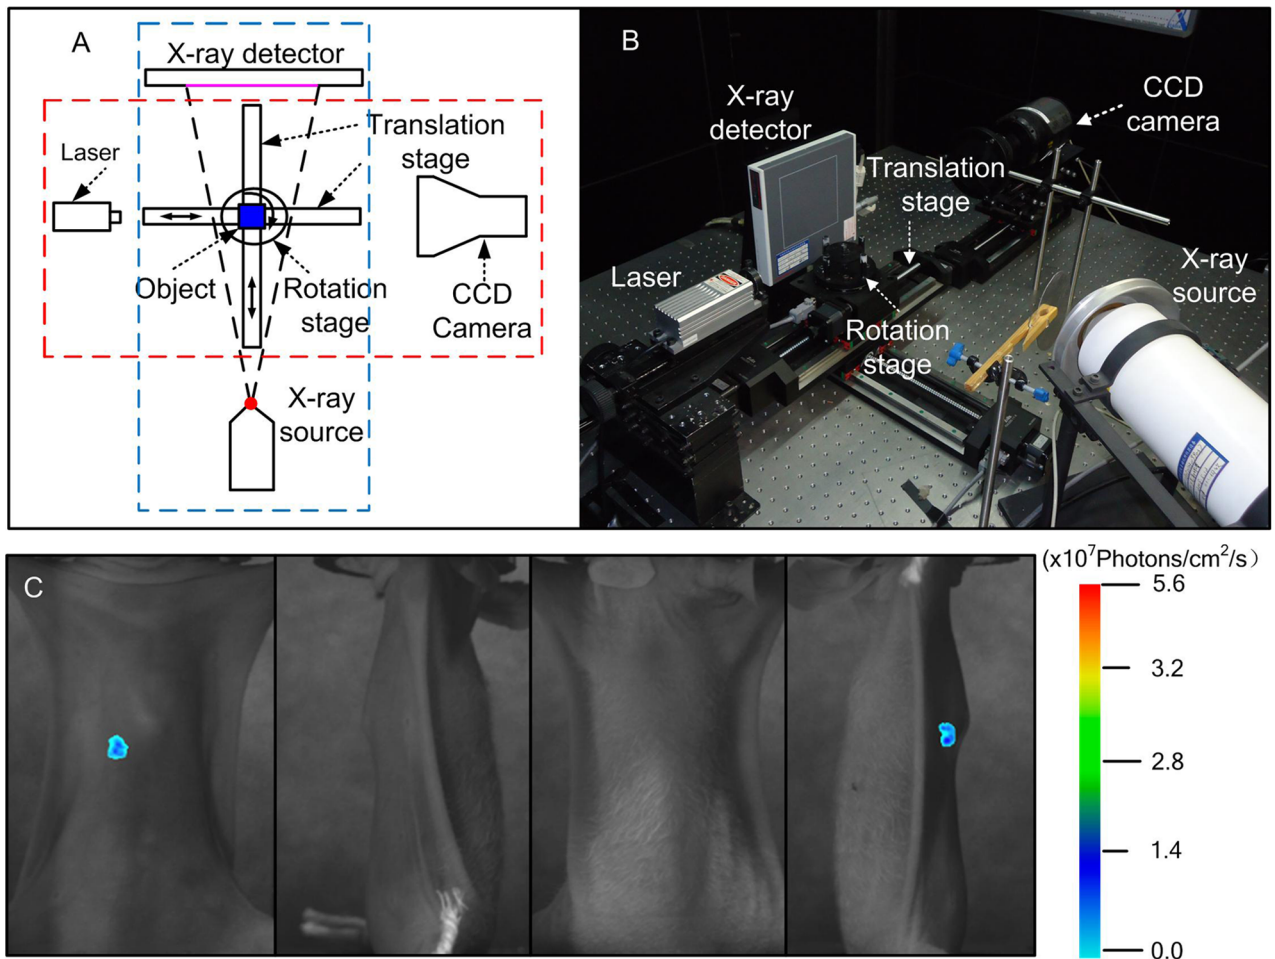 A
X-ray detector
Translation
stage
Laser
Object
Rotation
stage
CCD
Camera
X-ray
source
B
X-ray
detector
CCD
camera
Translation
stage
Laser
X-ray
source
Rotation
stage
C
(x10⁷Photons/cm²/s)
5.6
3.2
2.8
1.4
0.0